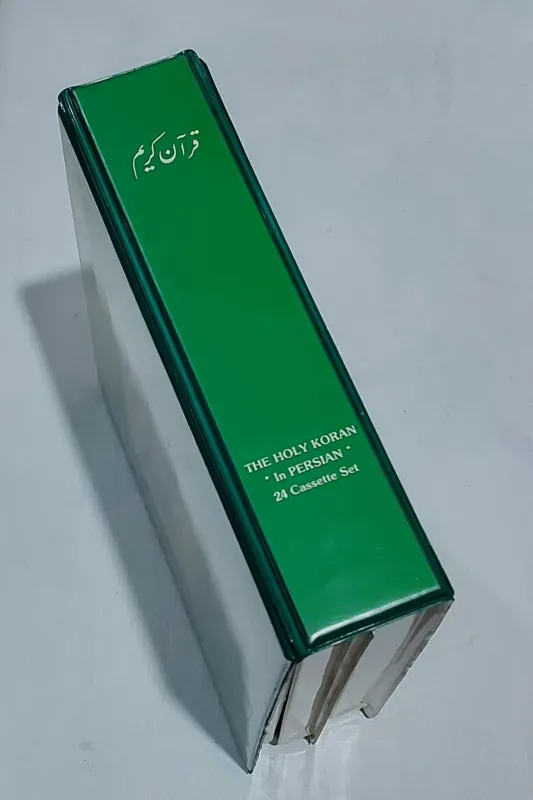 قرآن کریم
THE HOLY KORAN
• In PERSIAN •
24 Cassette Set